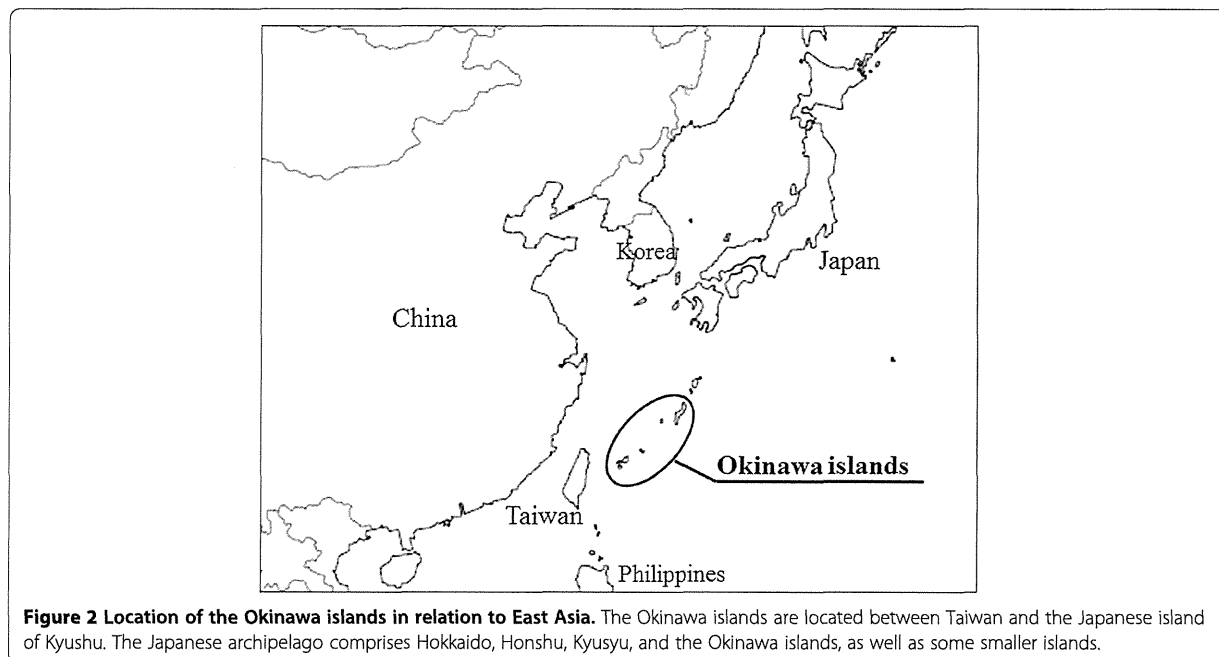 Korea
Japan
China
Okinawa islands
Taiwan
Philippines
Figure 2 Location of the Okinawa islands in relation to East Asia. The Okinawa islands are located between Taiwan and the Japanese island
of Kyushu. The Japanese archipelago comprises Hokkaido, Honshu, Kyusyu, and the Okinawa islands, as well as some smaller islands.